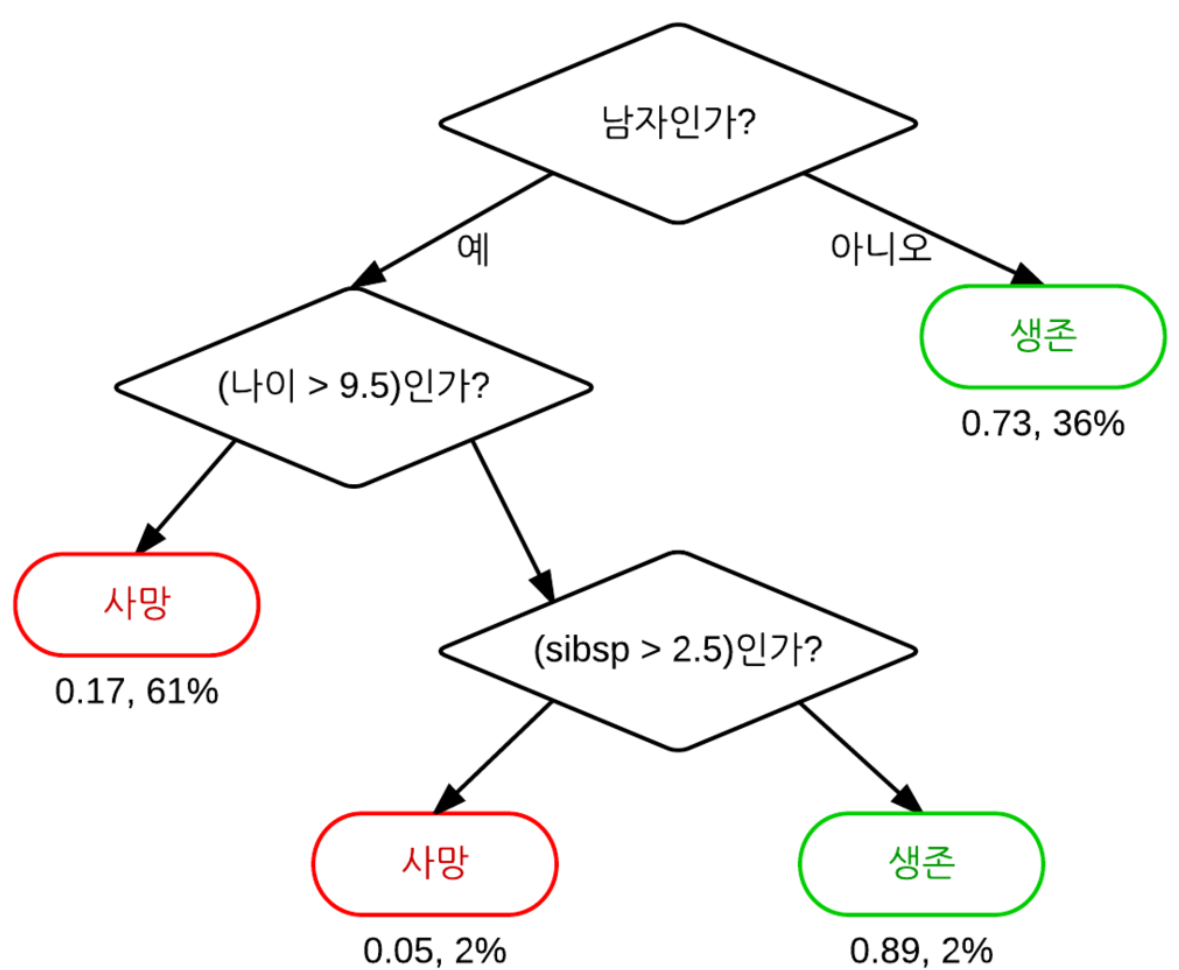 남자인가?
예
아니오
생존
0.73, 36%
(나이 > 9.5)인가?
사망
0.17, 61%
(sibsp > 2.5)인가?
사망
0.05, 2%
생존
0.89, 2%